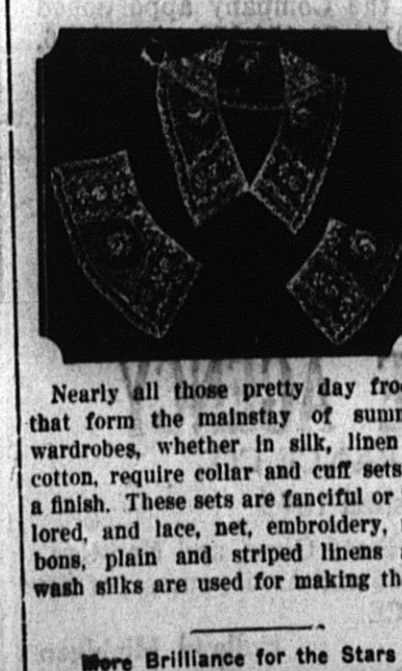 Nearly all those pretty day fro
that form the mainstay of sum
wardrobes, whether in silk, linen
cotton, require collar and cuff sets
a finish. These sets are fanciful or
lored, and lace, net, embroidery,
bons, plain and striped linens
wash silks are used for making th
More Brilliance for the Stars